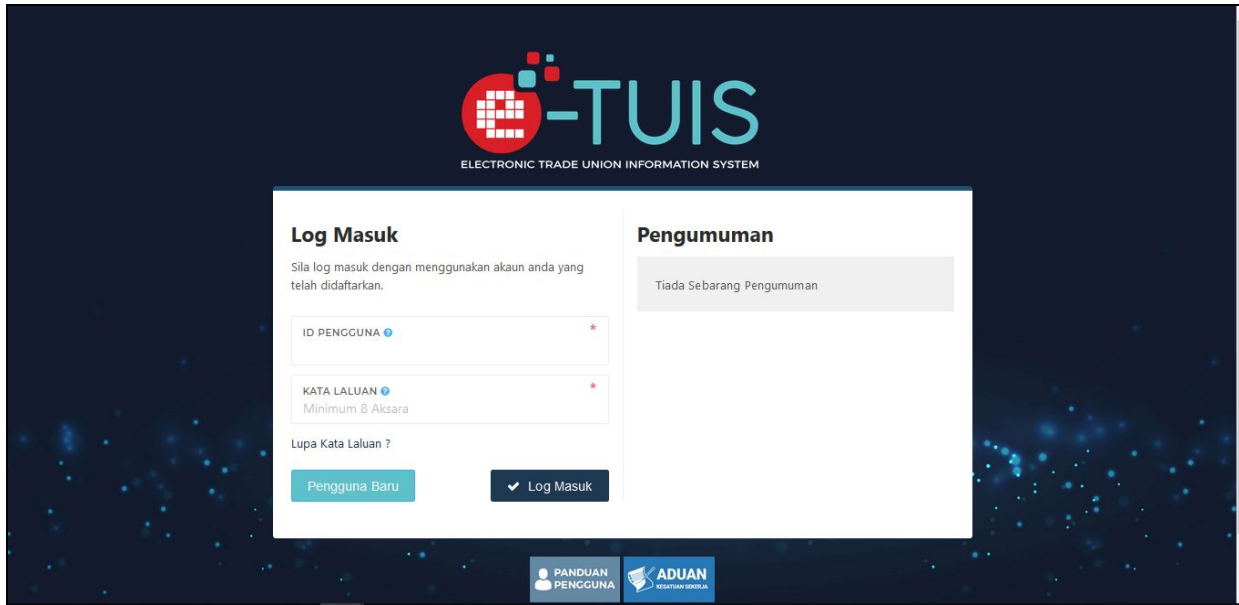 e-TUIS
ELECTRONIC TRADE UNION INFORMATION SYSTEM
Log Masuk
Sila log masuk dengan menggunakan akaun anda yang
telah didaftarkan.
ID PENGGUNA ?
*
KATA LALUAN ?
*
Minimum 8 Aksara
Lupa Kata Laluan ?
Pengguna Baru
Log Masuk
Pengumuman
Tiada Sebarang Pengumuman
PANDUAN
PENGGUNA
ADUAN
KESATUAN SEKERJA